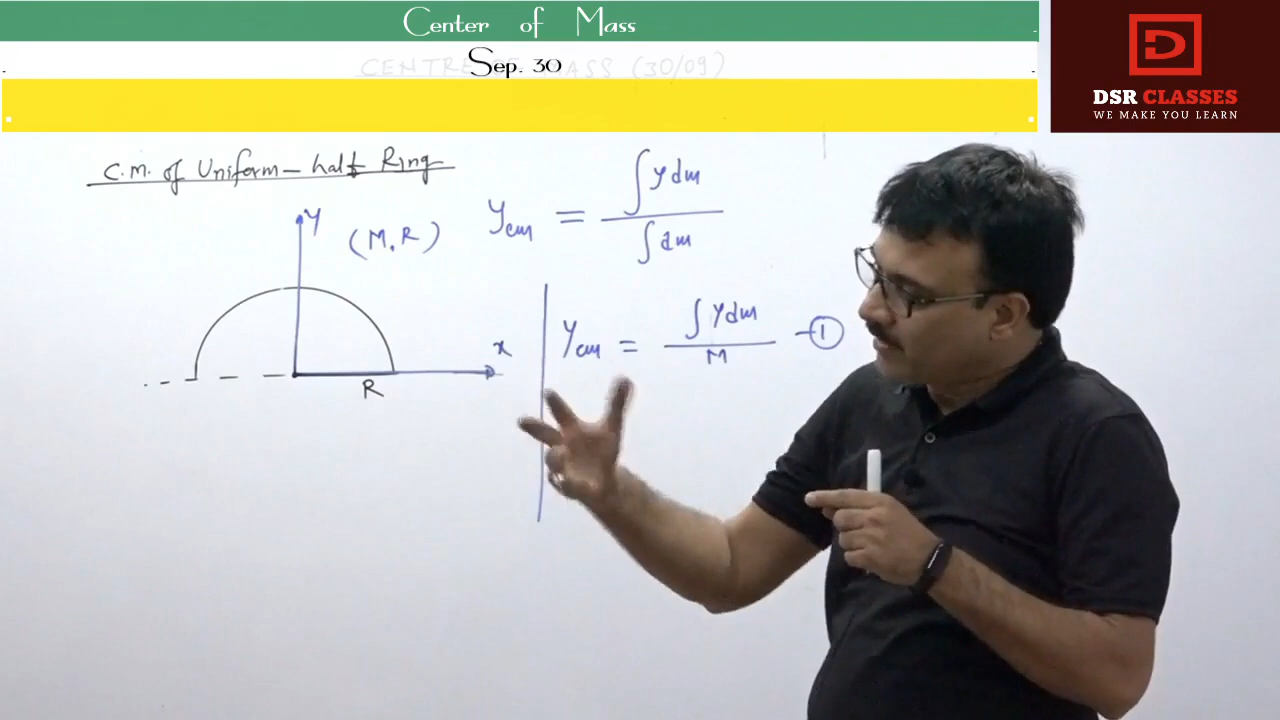 Center of Mass
Sep. 30
CENTRE OF MASS (30/09)
DSR CLASSES
WE MAKE YOU LEARN
C.M. of Uniform-half Ring
y
(M, R)
x
R
ycm = ∫y dm / ∫dm
ycm = ∫y dm / M - ①